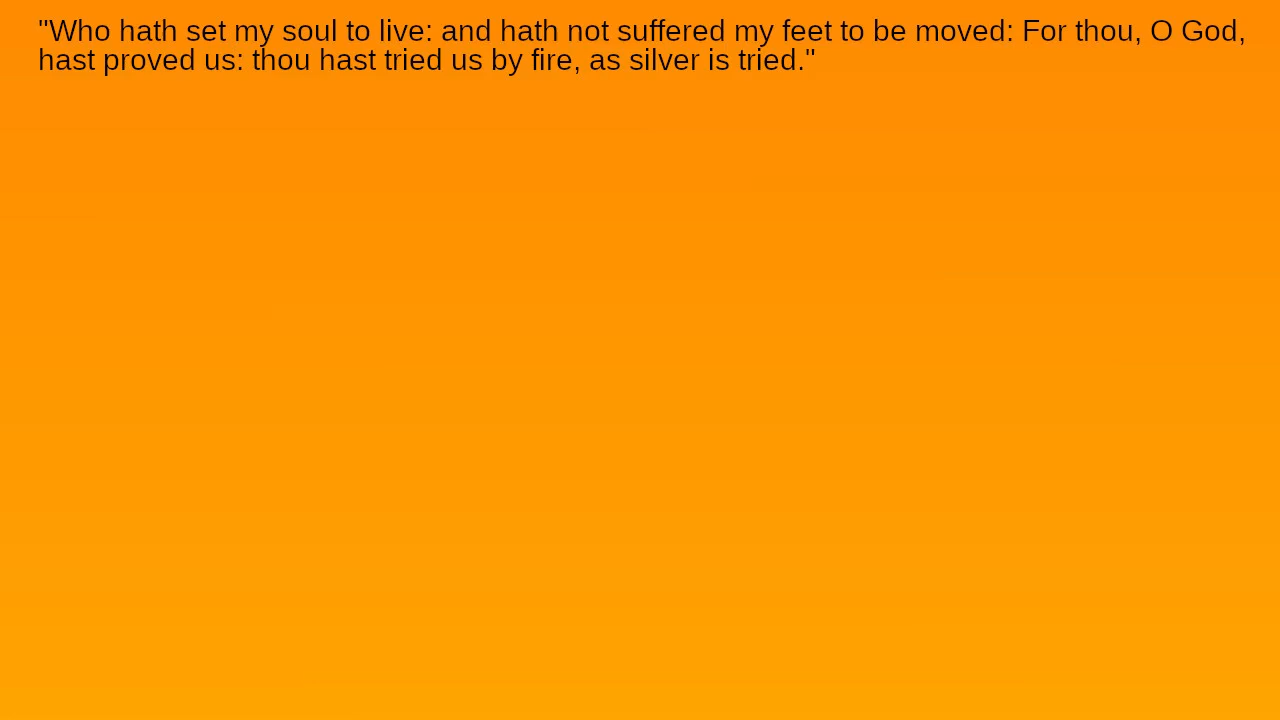 "Who hath set my soul to live: and hath not suffered my feet to be moved: For thou, O God,
hast proved us: thou hast tried us by fire, as silver is tried."